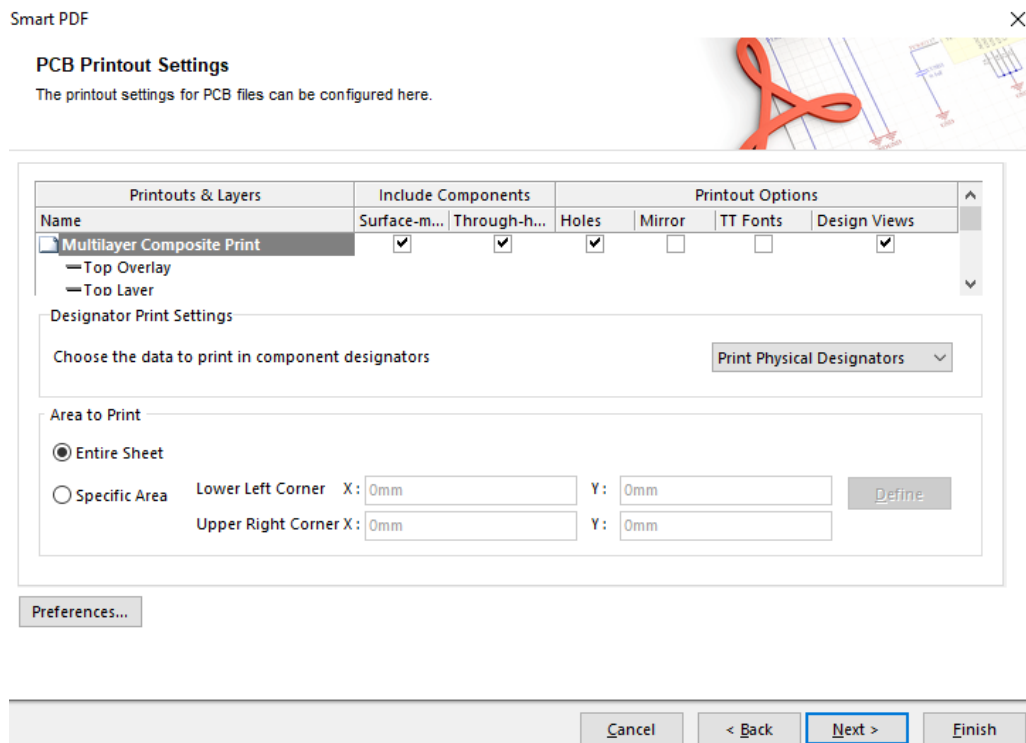 Smart PDF
PCB Printout Settings
The printout settings for PCB files can be configured here.
Printouts & Layers Include Components Printout Options
Name Surface-m... Through-h... Holes Mirror TT Fonts Design Views
Multilayer Composite Print
Top Overlay
Top Layer
Designator Print Settings
Choose the data to print in component designators Print Physical Designators
Area to Print
Entire Sheet
Specific Area Lower Left Corner X: 0mm Y: 0mm Define
Upper Right Corner X: 0mm Y: 0mm
Preferences...
Cancel < Back Next > Finish